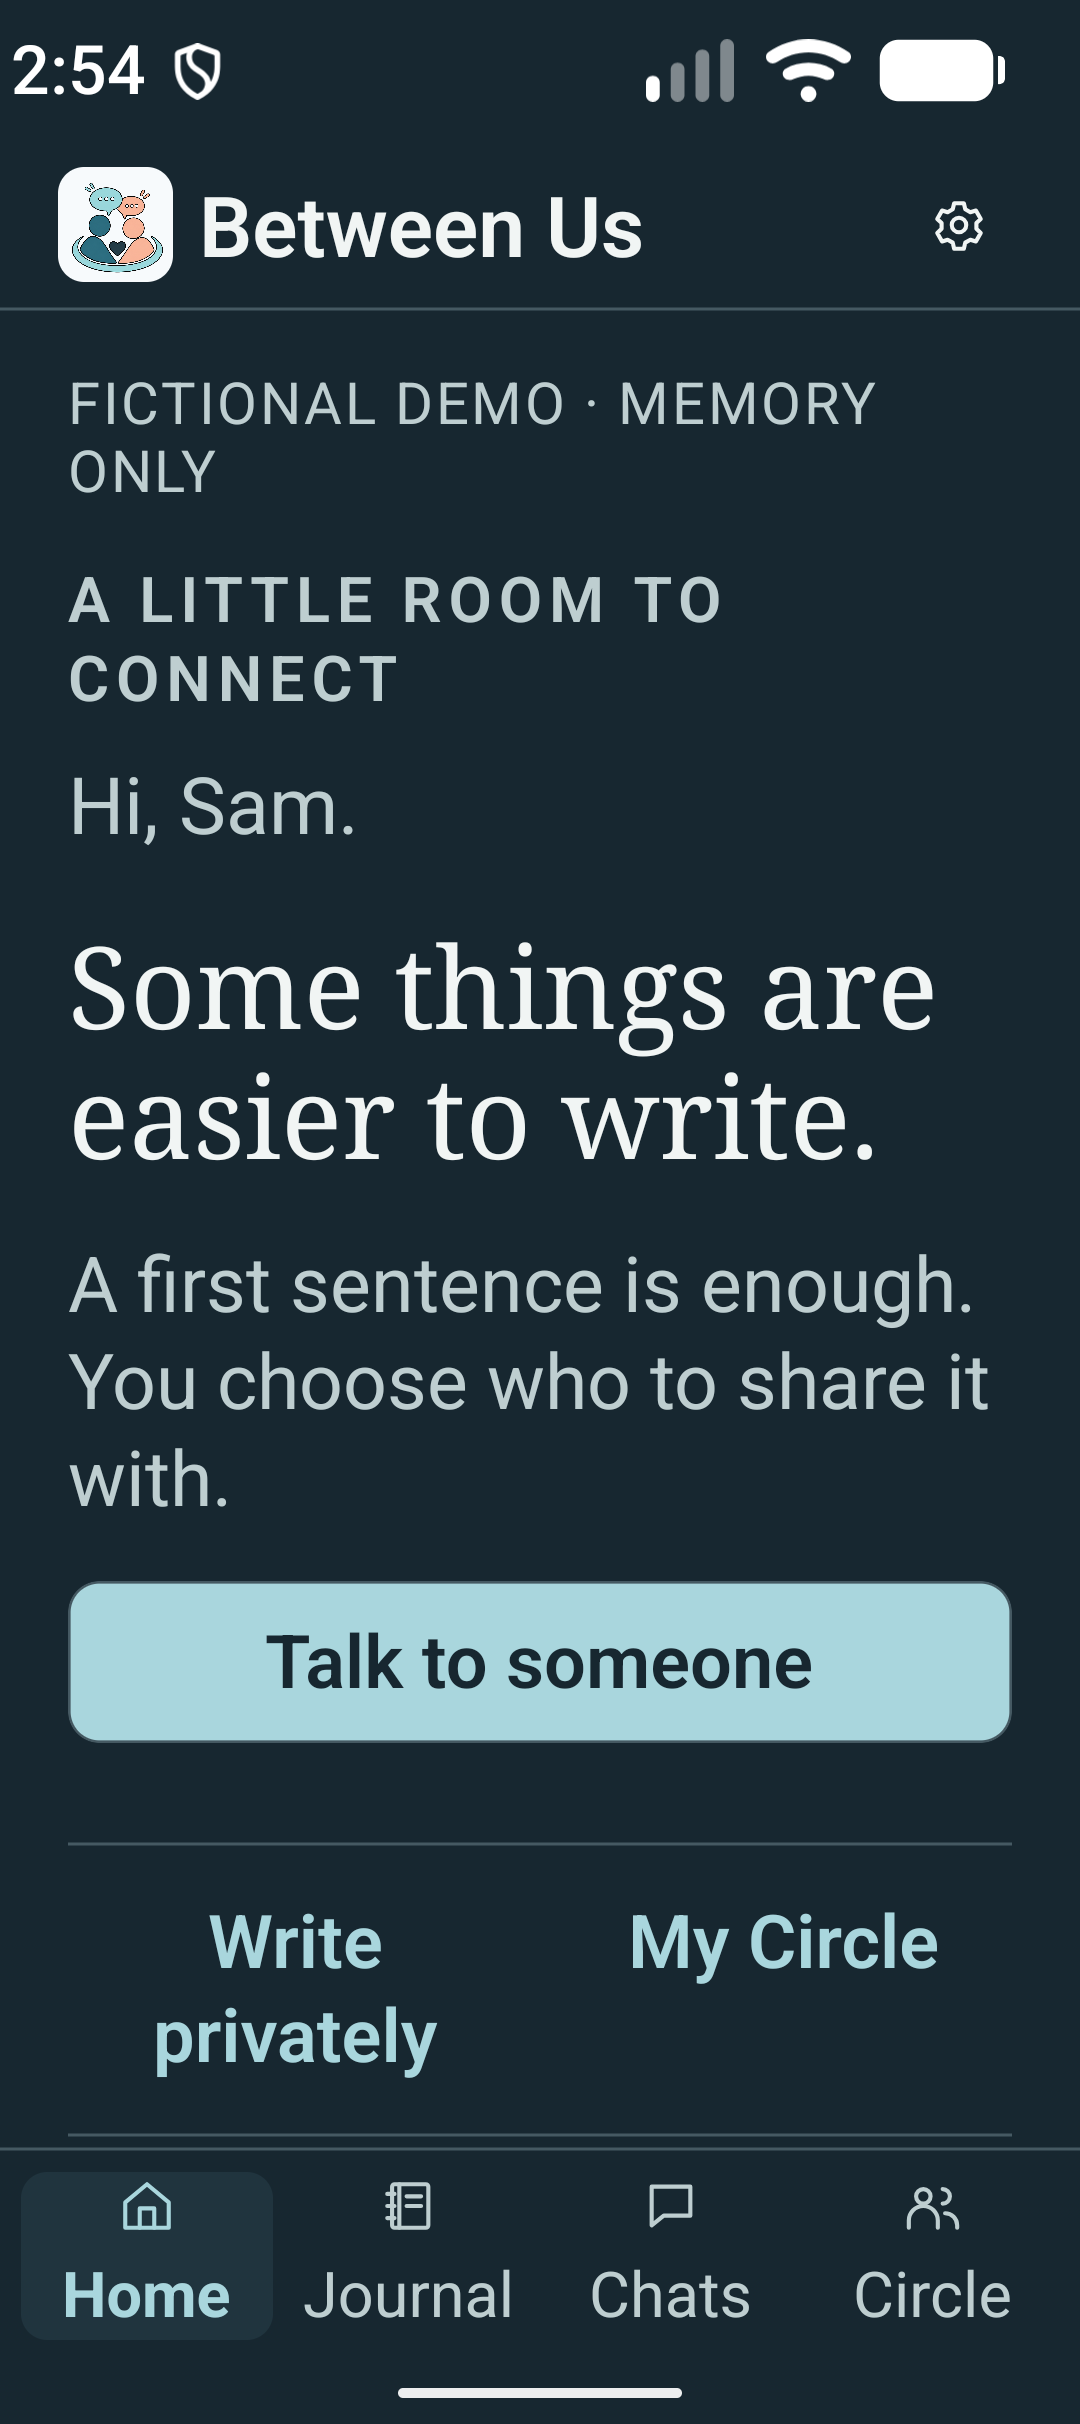 2:54
Between Us
FICTIONAL DEMO · MEMORY
ONLY
A LITTLE ROOM TO
CONNECT
Hi, Sam.
Some things are
easier to write.
A first sentence is enough.
You choose who to share it
with.
Talk to someone
Write
privately
My Circle
Home
Journal
Chats
Circle